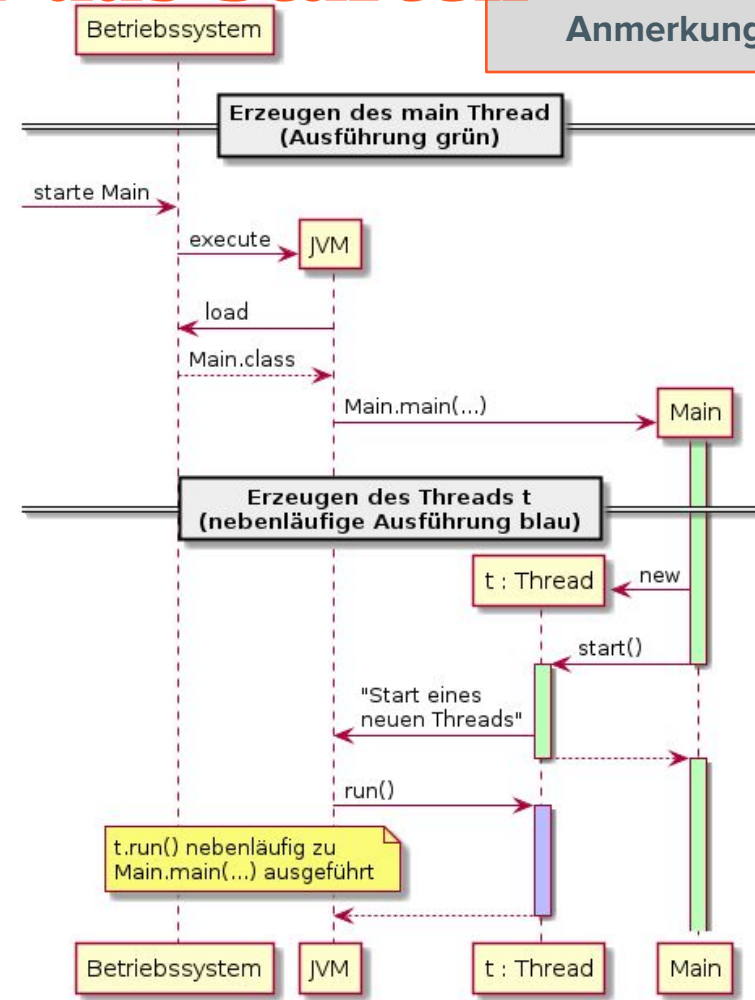 das Starten
Betriebssystem
Anmerkung
Erzeugen des main Thread
(Ausführung grün)
starte Main
execute
JVM
load
Main.class
Main.main(...)
Main
Erzeugen des Threads t
(nebenläufige Ausführung blau)
t : Thread
new
start()
"Start eines
neuen Threads"
run()
t.run() nebenläufig zu
Main.main(...) ausgeführt
Betriebssystem
JVM
t : Thread
Main